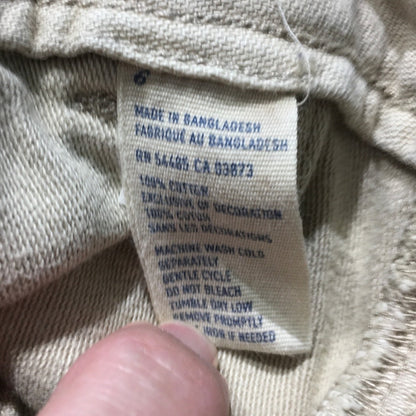 6
MADE IN BANGLADESH
FABRIQUÉ AU BANGLADESH
RN 54485 CA 03873
100% COTTON
EXCLUSIVE OF DECORATION
100% COTON
SANS LES DÉCORATIONS
MACHINE WASH COLD
SEPARATELY
GENTLE CYCLE
DO NOT BLEACH
TUMBLE DRY LOW
REMOVE PROMPTLY
IRON IF NEEDED